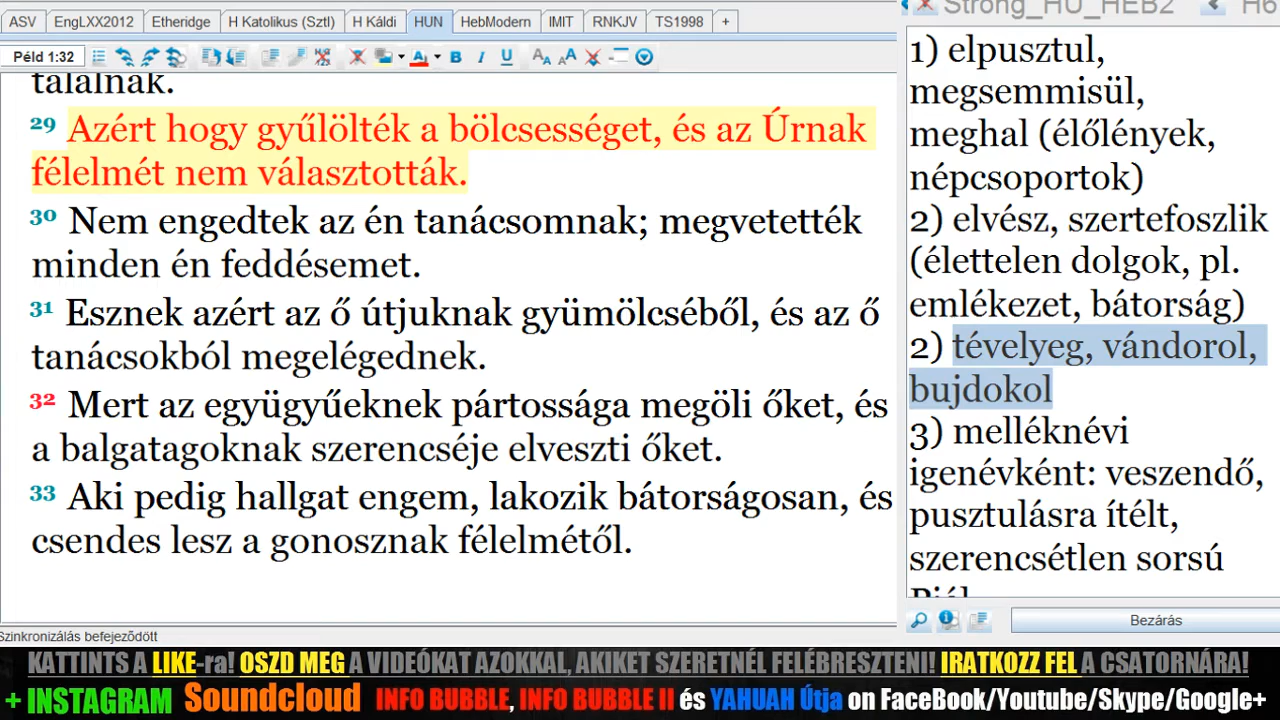 ASV EngLXX2012 Etheridge H Katolikus (Sztl) H Káldi HUN HebModern IMIT RNKJV TS1998 +
Strong_HU_HEB2 H6
Péld 1:32
találnak.
29 Azért hogy gyűlölték a bölcsességet, és az Úrnak
félelmét nem választották.
30 Nem engedtek az én tanácsomnak; megvetették
minden én feddésemet.
31 Esznek azért az ő útjuknak gyümölcséből, és az ő
tanácsokból megelégednek.
32 Mert az együgyűeknek pártossága megöli őket, és
a balgatagoknak szerencséje elveszti őket.
33 Aki pedig hallgat engem, lakozik bátorságosan, és
csendes lesz a gonosznak félelmétől.
1) elpusztul,
megsemmisül,
meghal (élőlények,
népcsoportok)
2) elvész, szertefoszlik
(élettelen dolgok, pl.
emlékezet, bátorság)
2) tévelyeg, vándorol,
bujdokol
3) melléknévi
igenévként: veszendő,
pusztulásra ítélt,
szerencsétlen sorsú
Bezárás
Szinkronizálás befejeződött
KATTINTS A LIKE-ra! OSZD MEG A VIDEÓKAT AZOKKAL, AKIKET SZERETNÉL FELÉBRESZTENI! IRATKOZZ FEL A CSATORNÁRA!
+ INSTAGRAM Soundcloud INFO BUBBLE, INFO BUBBLE II és YAHUAH Útja on FaceBook/Youtube/Skype/Google+